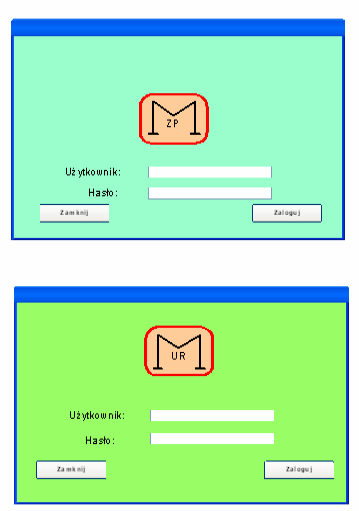 ZP
Użytkownik:
Hasło:
Zamknij Zaloguj
UR
Użytkownik:
Hasło:
Zamknij Zaloguj